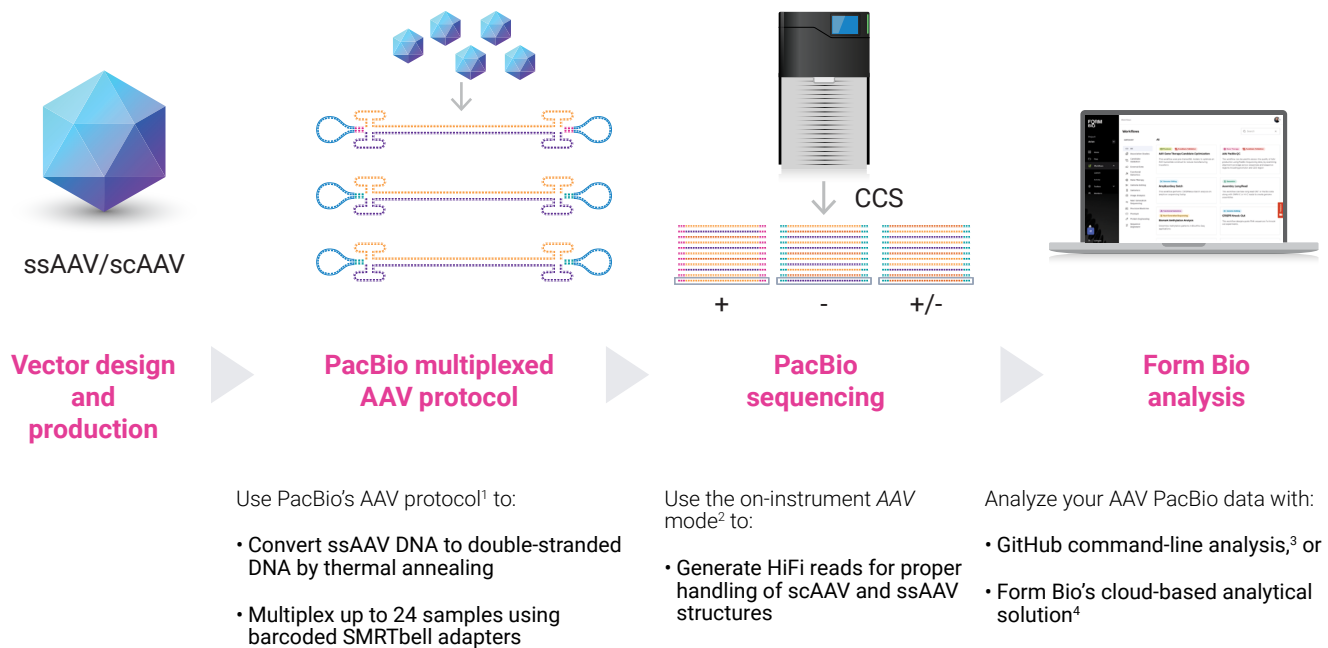 ssAAV/scAAV
CCS
+
-
+/-
FORM
BIO
Workflows
Vector design
and
production
PacBio multiplexed
AAV protocol
PacBio
sequencing
Form Bio
analysis
Use PacBio’s AAV protocol¹ to:
• Convert ssAAV DNA to double-stranded
DNA by thermal annealing
• Multiplex up to 24 samples using
barcoded SMRTbell adapters
Use the on-instrument AAV
mode² to:
• Generate HiFi reads for proper
handling of scAAV and ssAAV
structures
Analyze your AAV PacBio data with:
• GitHub command-line analysis,³ or
• Form Bio’s cloud-based analytical
solution⁴